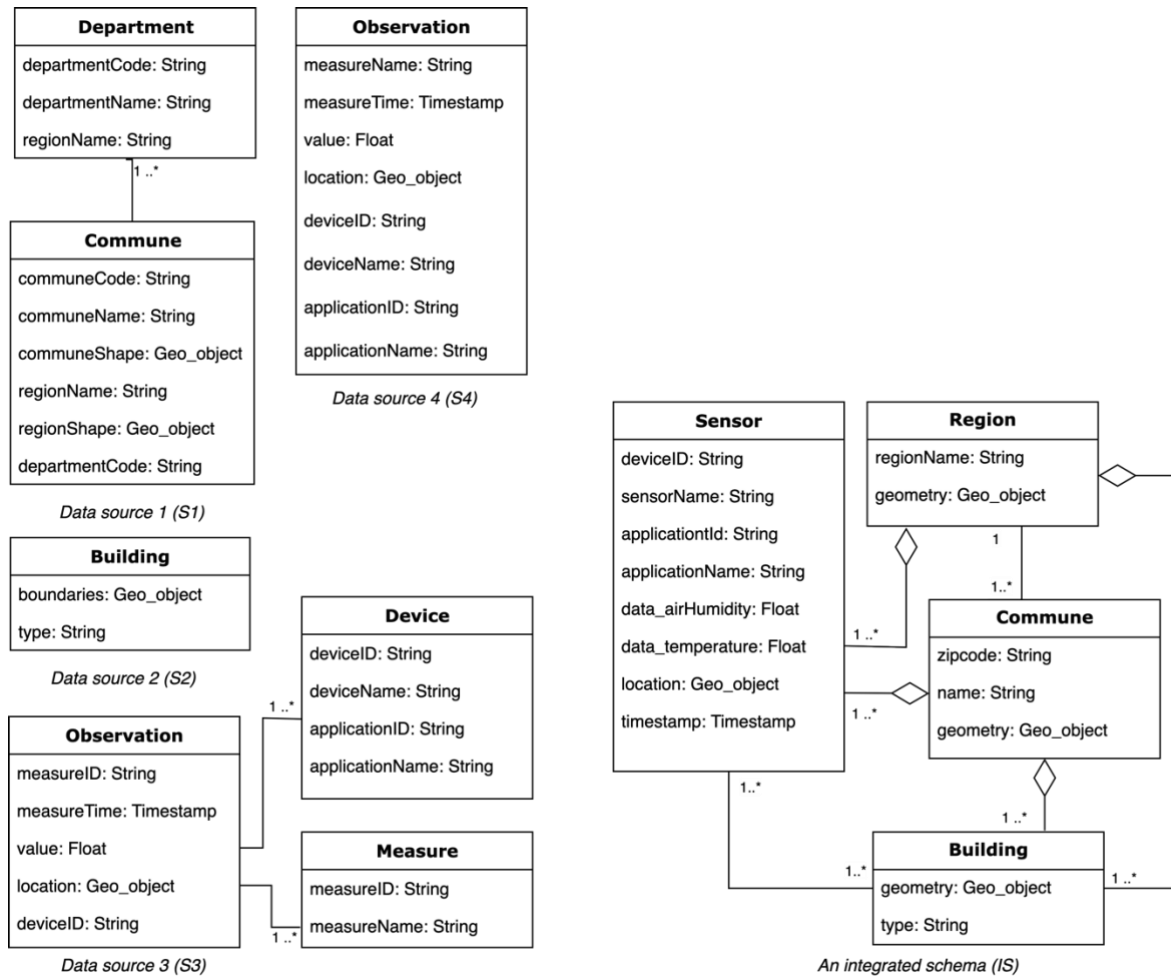 Department
departmentCode: String
departmentName: String
regionName: String
1 ..*
Commune
communeCode: String
communeName: String
communeShape: Geo_object
regionName: String
regionShape: Geo_object
departmentCode: String
Data source 1 (S1)
Observation
measureName: String
measureTime: Timestamp
value: Float
location: Geo_object
deviceID: String
deviceName: String
applicationID: String
applicationName: String
Data source 4 (S4)
Building
boundaries: Geo_object
type: String
Data source 2 (S2)
Observation
measureID: String
measureTime: Timestamp
value: Float
location: Geo_object
deviceID: String
Data source 3 (S3)
1 ..*
Device
deviceID: String
deviceName: String
applicationID: String
applicationName: String
1 ..*
Measure
measureID: String
measureName: String
Sensor
deviceID: String
sensorName: String
applicationtId: String
applicationName: String
data_airHumidity: Float
data_temperature: Float
location: Geo_object
timestamp: Timestamp
Region
regionName: String
geometry: Geo_object
1
1..*
1 ..*
1 ..*
Commune
zipcode: String
name: String
geometry: Geo_object
1..*
1 ..*
1..*
Building
geometry: Geo_object
type: String
1 ..*
An integrated schema (IS)